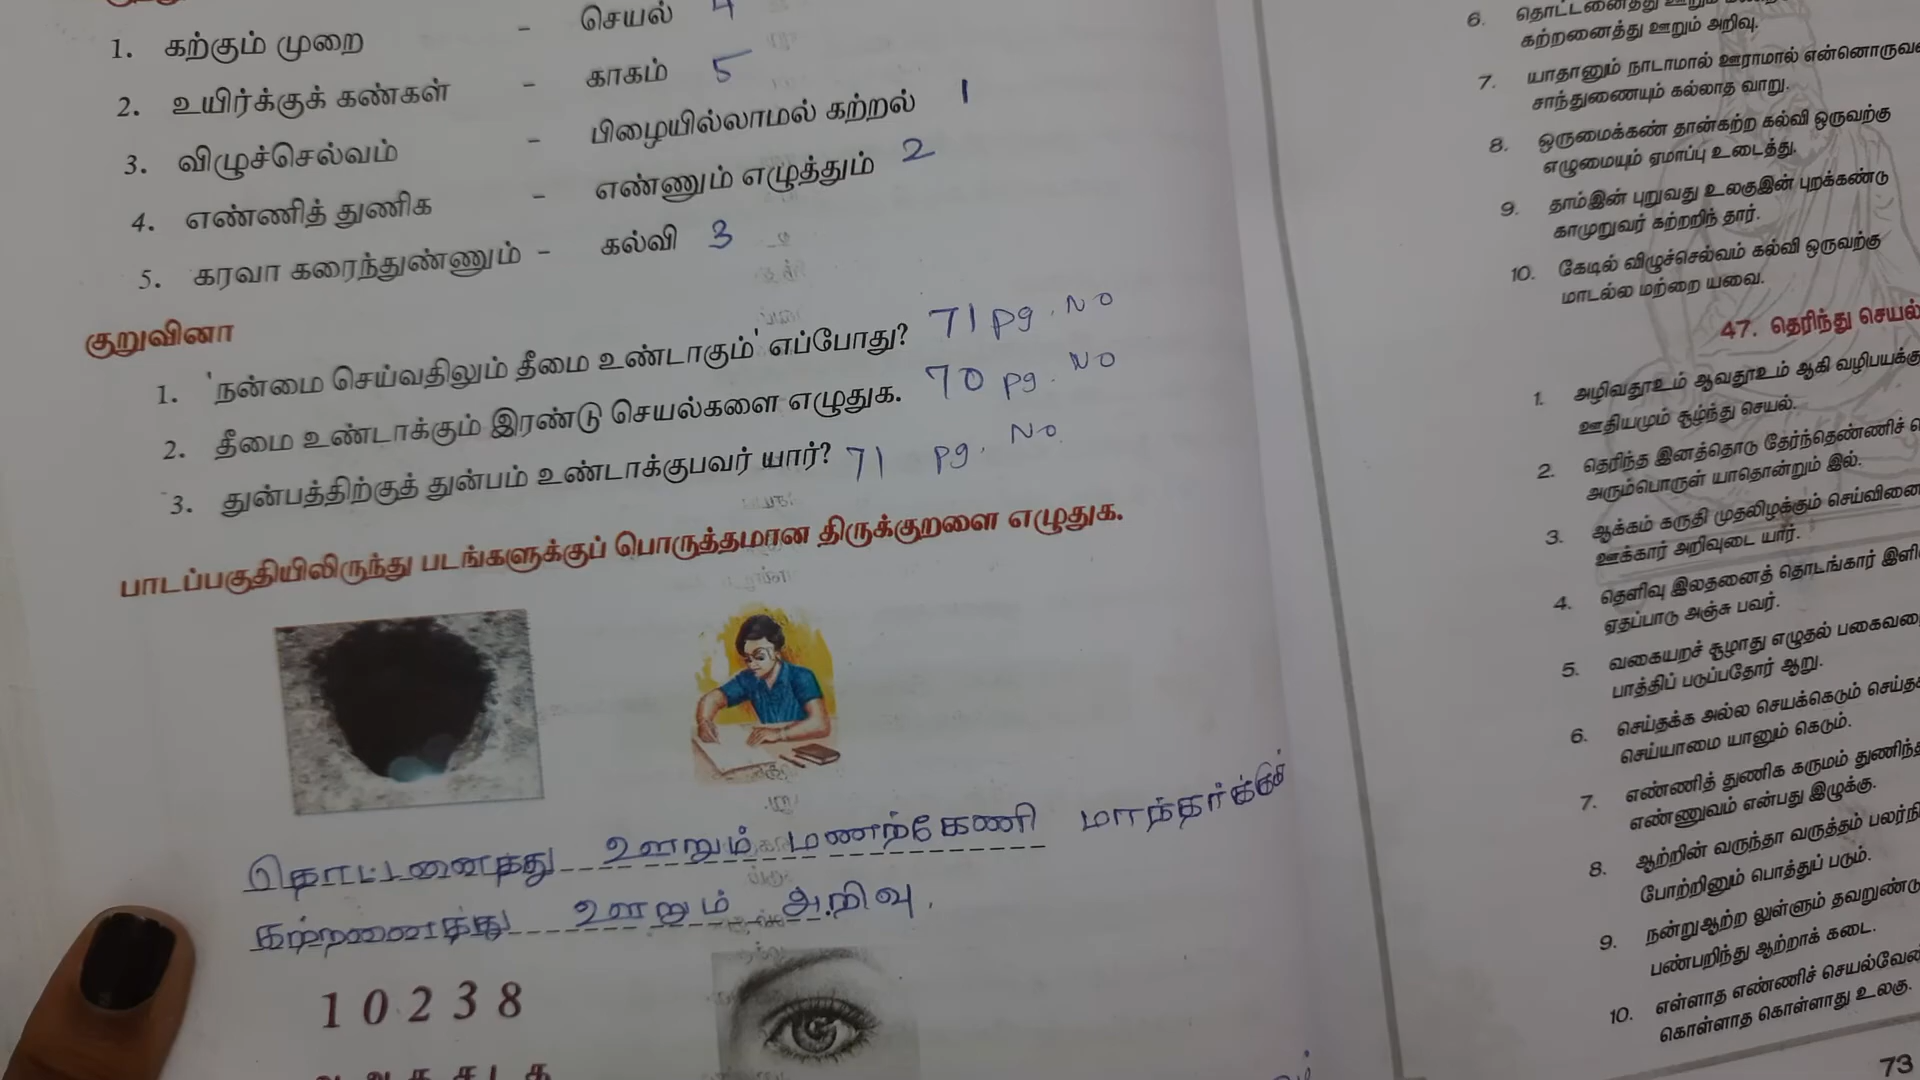 செயல் 4
1. கற்கும் முறை -
காகம் 5
2. உயிர்க்குக் கண்கள் -
பிழையில்லாமல் கற்றல் 1
3. விழுச்செல்வம் -
எண்ணும் எழுத்தும் 2
4. எண்ணித் துணிக -
கல்வி 3
5. கரவா கரைந்துண்ணும் -
குறுவினா
1. 'நன்மை செய்வதிலும் தீமை உண்டாகும்' எப்போது? 71 pg. No
2. தீமை உண்டாக்கும் இரண்டு செயல்களை எழுதுக. 70 pg. No
3. துன்பத்திற்குத் துன்பம் உண்டாக்குபவர் யார்? 71 pg. No.
பாடப்பகுதியிலிருந்து படங்களுக்குப் பொருத்தமான திருக்குறளை எழுதுக.
தொட்டனைத்து ஊறும் மணற்கேணி மாந்தர்க்குக்
கற்றனைத்து ஊறும் அறிவு.
1 0 2 3 8
6. தொட்டனைத்து ஊறும்
கற்றனைத்து ஊறும் அறிவு.
7. யாதானும் நாடாமால் ஊராமால் என்னொருவ
சாந்துணையும் கல்லாத வாறு.
8. ஒருமைக்கண் தான்கற்ற கல்வி ஒருவற்கு
எழுமையும் ஏமாப்பு உடைத்து.
9. தாம்இன் புறுவது உலகுஇன் புறக்கண்டு
காமுறுவர் கற்றறிந் தார்.
10. கேடில் விழுச்செல்வம் கல்வி ஒருவற்கு
மாடல்ல மற்றை யவை.
47. தெரிந்து செயல்
1. அழிவதூஉம் ஆவதூஉம் ஆகி வழிபயக்கு
ஊதியமும் சூழ்ந்து செயல்.
2. தெரிந்த இனத்தொடு தேர்ந்தெண்ணிச்
அரும்பொருள் யாதொன்றும் இல்.
3. ஆக்கம் கருதி முதலிழக்கும் செய்வினை
ஊக்கார் அறிவுடை யார்.
4. தெளிவு இலதனைத் தொடங்கார் இளி
ஏதப்பாடு அஞ்சு பவர்.
5. வகையறச் சூழாது எழுதல் பகைவரை
பாத்திப் படுப்பதோர் ஆறு.
6. செய்தக்க அல்ல செயக்கெடும் செய்தக்
செய்யாமை யானும் கெடும்.
7. எண்ணித் துணிக கருமம் துணிந்த
எண்ணுவம் என்பது இழுக்கு.
8. ஆற்றின் வருந்தா வருத்தம் பலர்நி
போற்றினும் பொத்துப் படும்.
9. நன்றுஆற்ற லுள்ளும் தவறுண்டு
பண்பறிந்து ஆற்றாக் கடை.
10. எள்ளாத எண்ணிச் செயல்வே
கொள்ளாத கொள்ளாது உலகு.
73